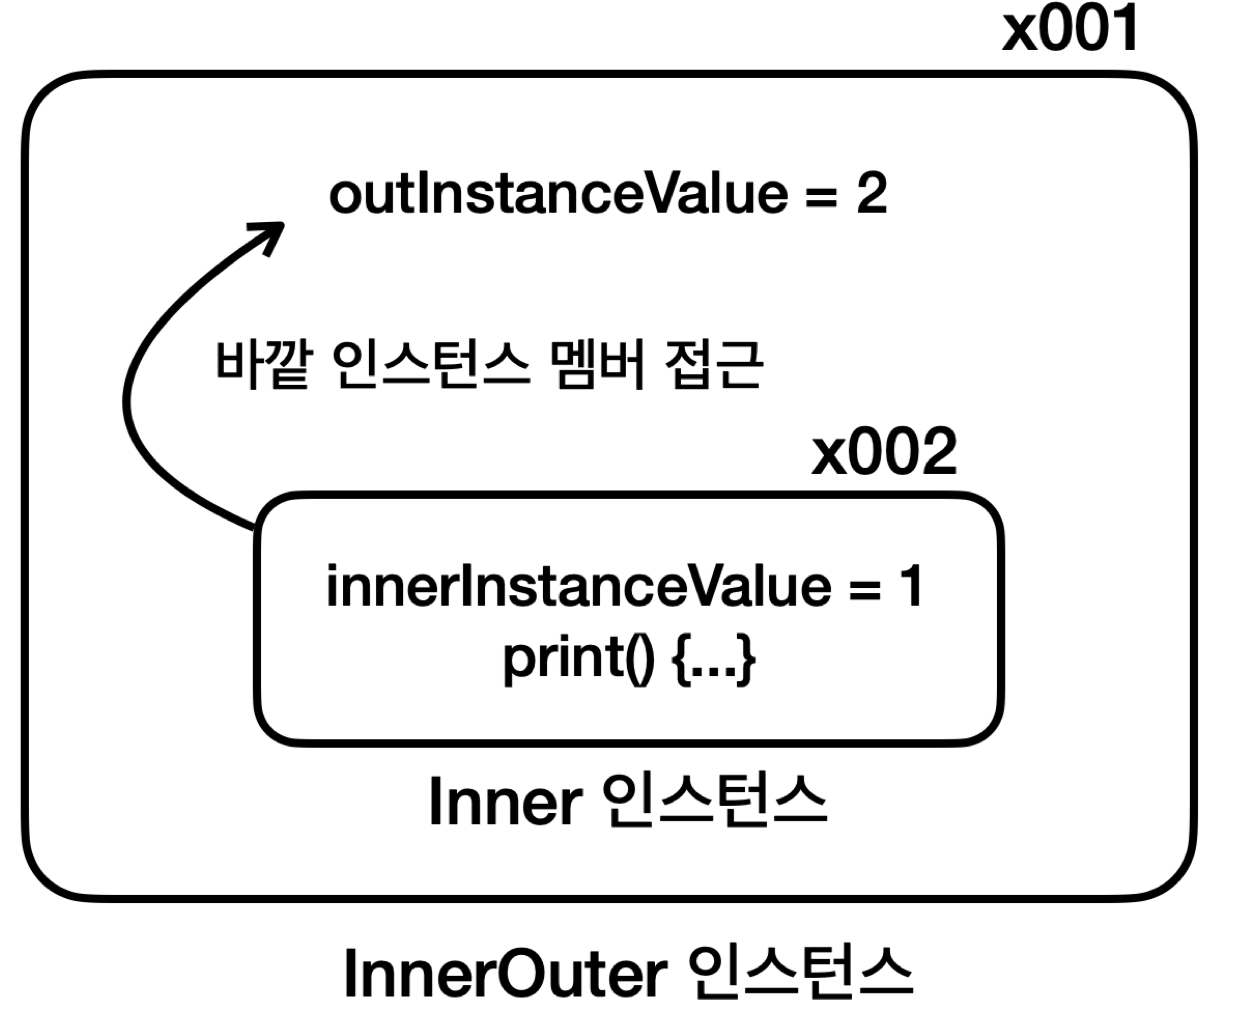 x001
outInstanceValue = 2
바깥 인스턴스 멤버 접근
x002
innerInstanceValue = 1
print() {...}
Inner 인스턴스
InnerOuter 인스턴스